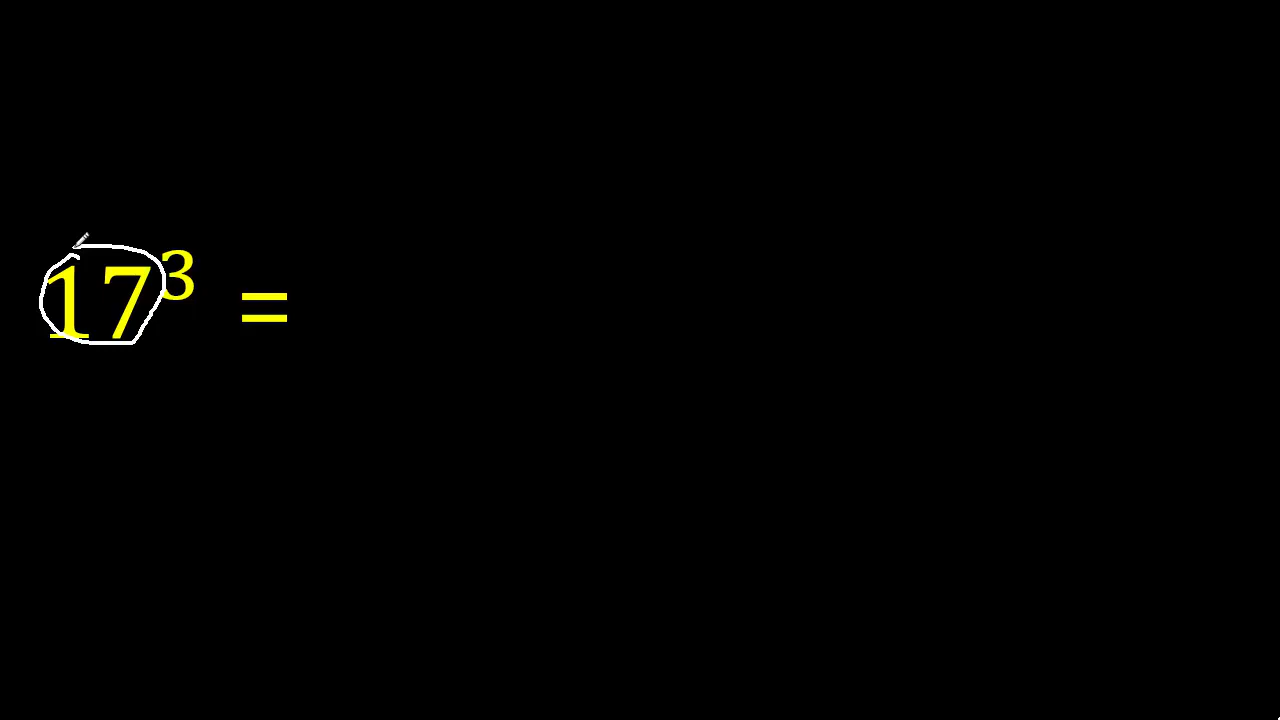 17³ =